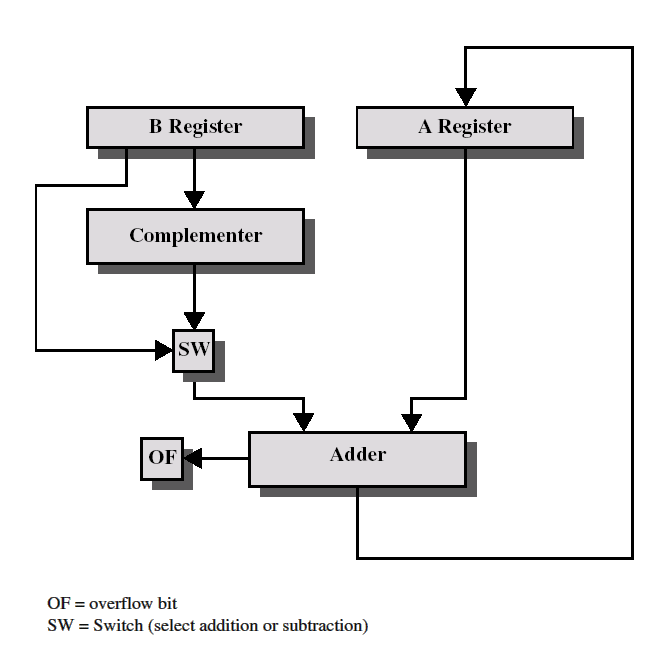 B Register
A Register
Complementer
SW
OF
Adder
OF = overflow bit
SW = Switch (select addition or subtraction)